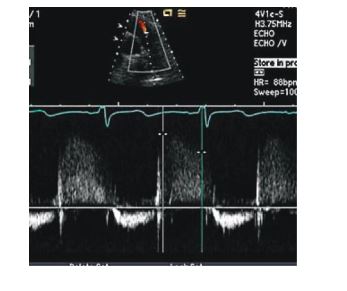 /1
m
4V1c-S
H3.75MHz
ECHO
ECHO /V
Store in pro
HR= 88bpm
Sweep=100